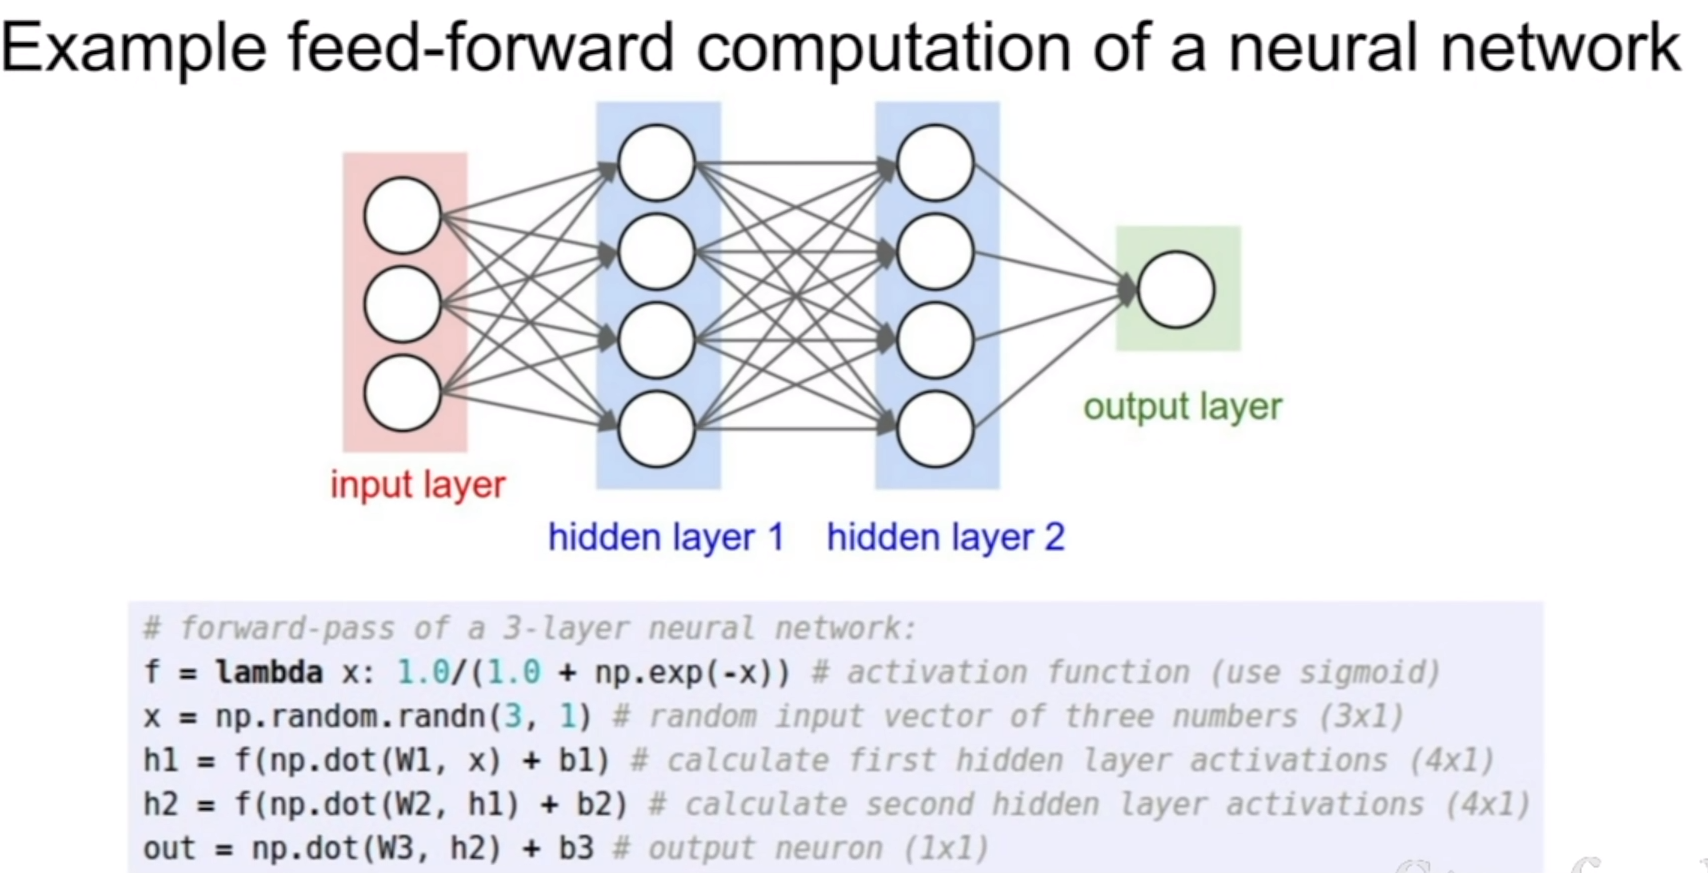 Example feed-forward computation of a neural network
input layer
hidden layer 1
hidden layer 2
output layer
# forward-pass of a 3-layer neural network:
f = lambda x: 1.0/(1.0 + np.exp(-x)) # activation function (use sigmoid)
x = np.random.randn(3, 1) # random input vector of three numbers (3x1)
h1 = f(np.dot(W1, x) + b1) # calculate first hidden layer activations (4x1)
h2 = f(np.dot(W2, h1) + b2) # calculate second hidden layer activations (4x1)
out = np.dot(W3, h2) + b3 # output neuron (1x1)